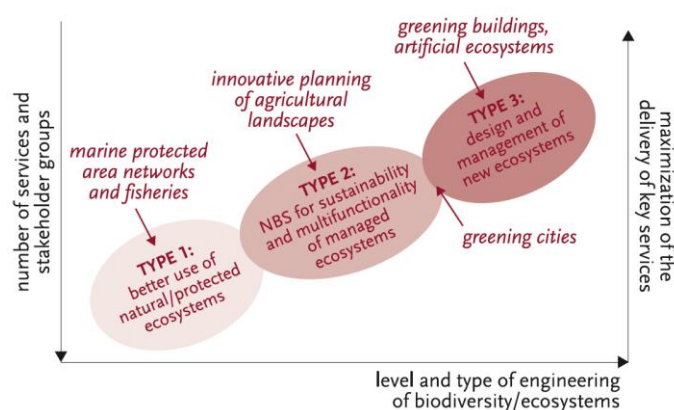 greening buildings,
artificial ecosystems
innovative planning
of agricultural
landscapes
marine protected
area networks
and fisheries
TYPE 3:
design and
management of
new ecosystems
TYPE 2:
NBS for sustainability
and multifunctionality
of managed
ecosystems
TYPE 1:
better use of
natural/protected
ecosystems
greening cities
number of services and
stakeholder groups
maximization of the
delivery of key services
level and type of engineering
of biodiversity/ecosystems